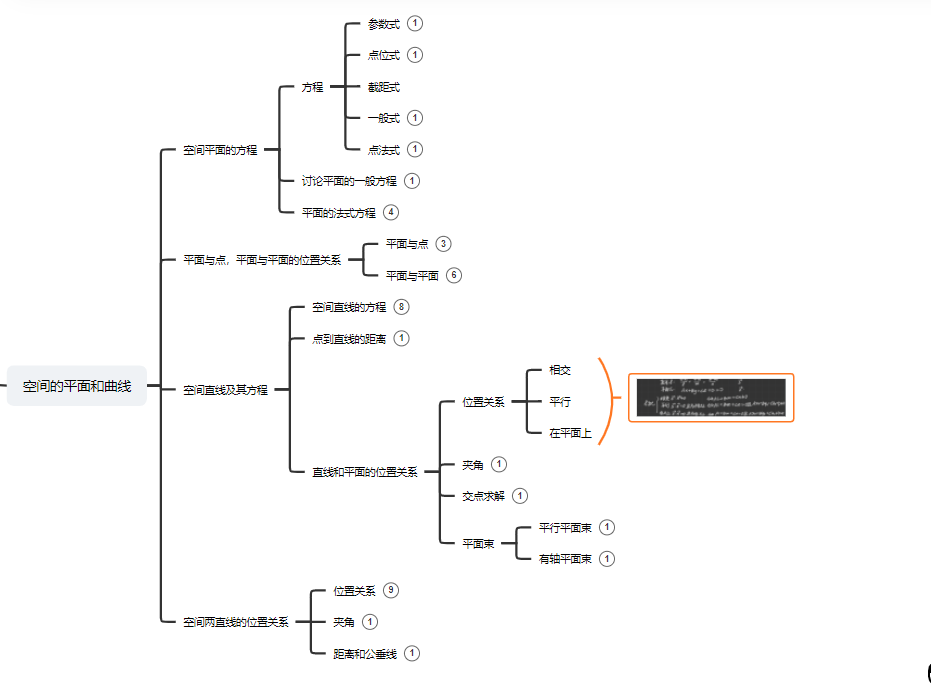 空间的平面和曲线
空间平面的方程
方程
参数式 1
点位式 1
截距式
一般式 1
点法式 1
讨论平面的一般方程 1
平面的法式方程 4
平面与点，平面与平面的位置关系
平面与点 3
平面与平面 6
空间直线及其方程
空间直线的方程 8
点到直线的距离 1
直线和平面的位置关系
位置关系
相交
平行
在平面上
夹角 1
交点求解 1
平面束
平行平面束 1
有轴平面束 1
空间两直线的位置关系
位置关系 9
夹角 1
距离和公垂线 1